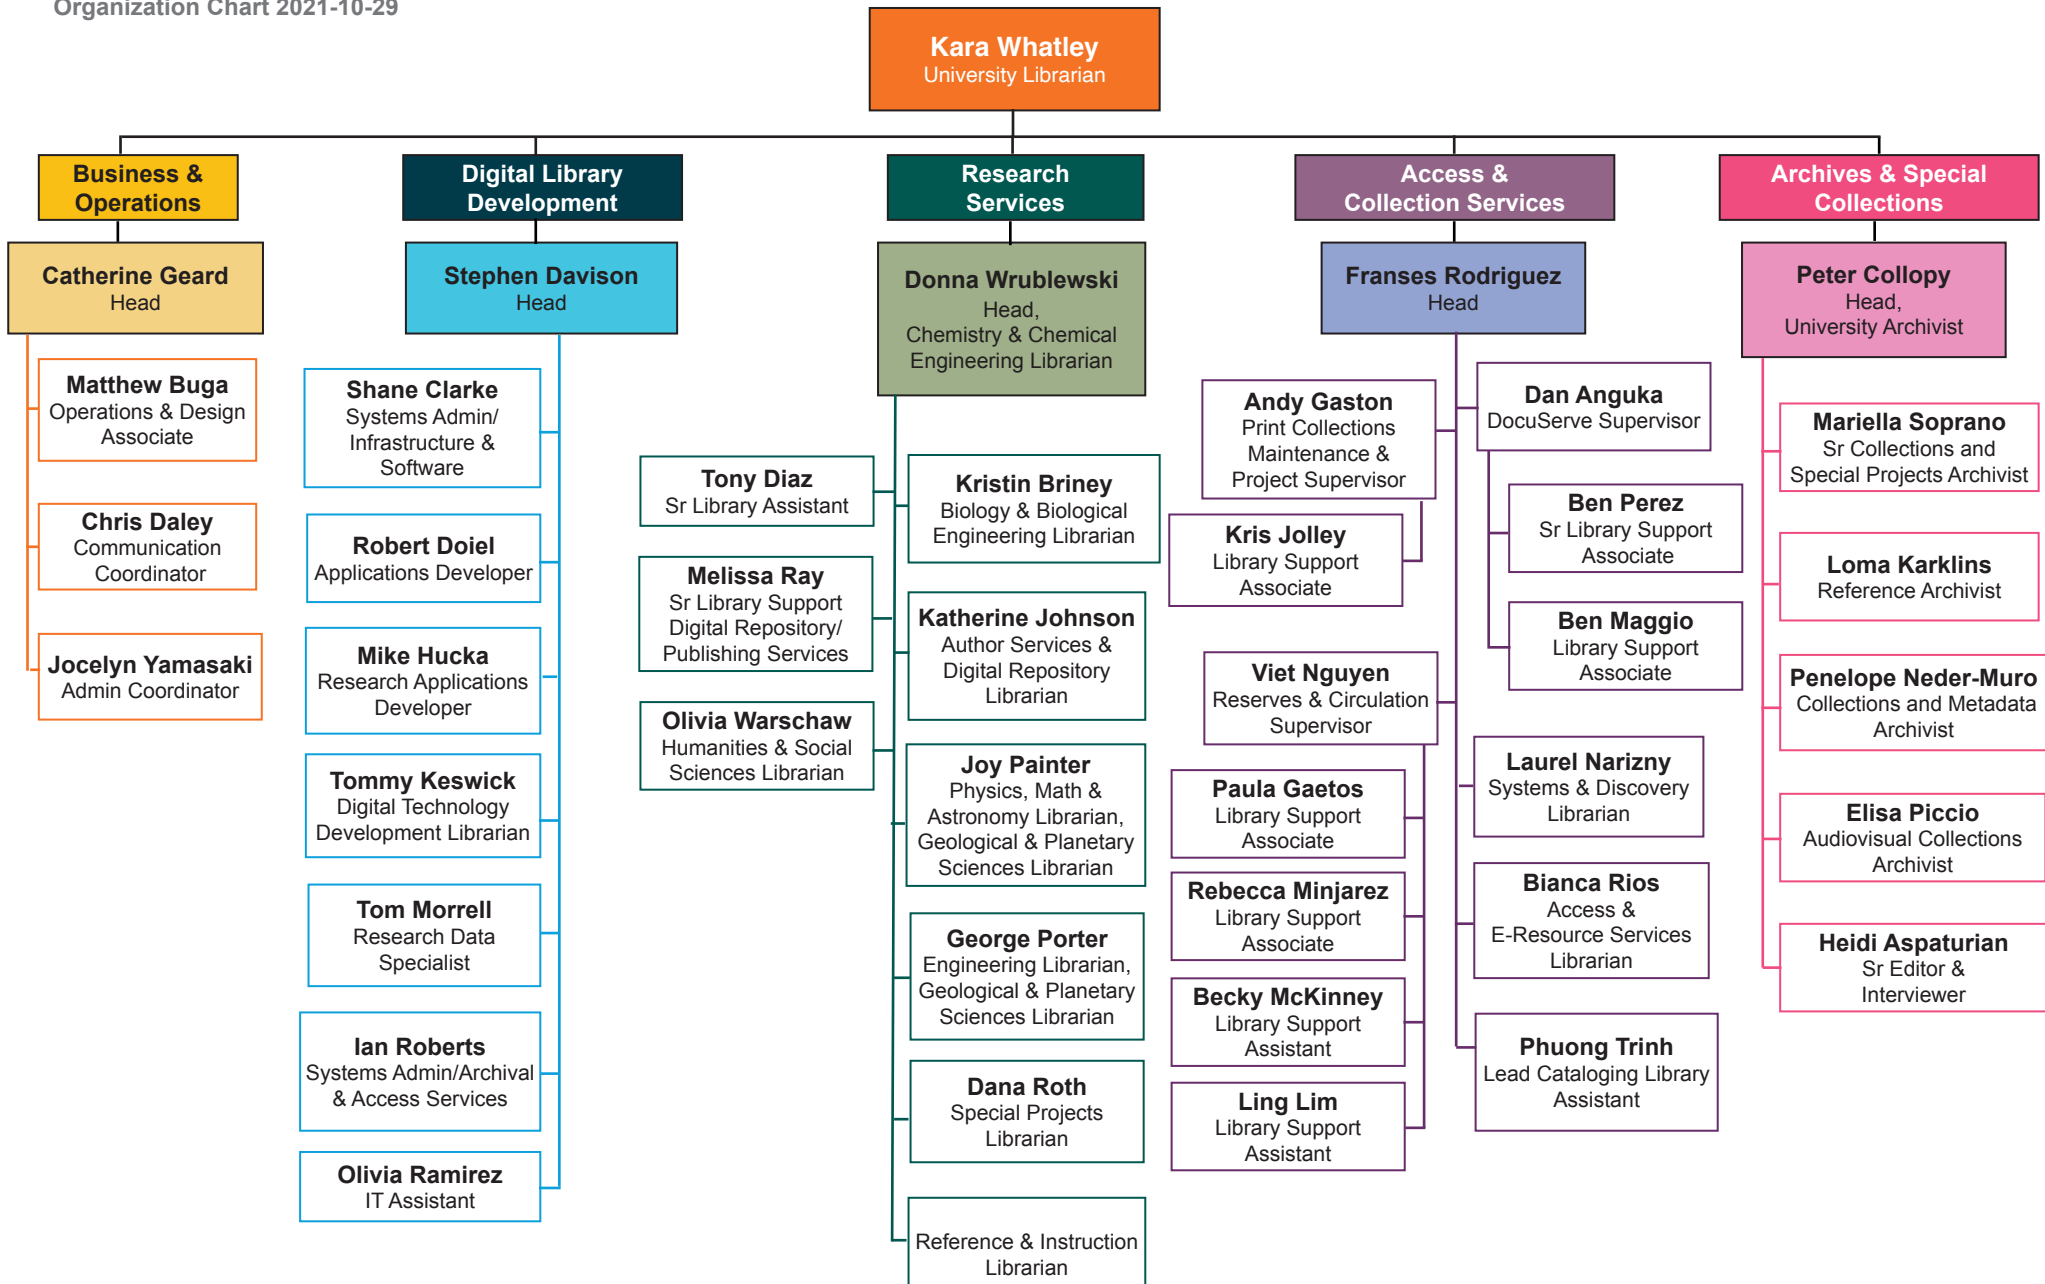 Organization Chart 2021-10-29
Kara Whatley
University Librarian
Business &
Operations
Catherine Geard
Head
Matthew Buga
Operations & Design
Associate
Chris Daley
Communication
Coordinator
Jocelyn Yamasaki
Admin Coordinator
Digital Library
Development
Stephen Davison
Head
Shane Clarke
Systems Admin/
Infrastructure &
Software
Robert Doiel
Applications Developer
Mike Hucka
Research Applications
Developer
Tommy Keswick
Digital Technology
Development Librarian
Tom Morrell
Research Data
Specialist
Ian Roberts
Systems Admin/Archival
& Access Services
Olivia Ramirez
IT Assistant
Research
Services
Donna Wrublewski
Head,
Chemistry & Chemical
Engineering Librarian
Tony Diaz
Sr Library Assistant
Melissa Ray
Sr Library Support
Digital Repository/
Publishing Services
Olivia Warschaw
Humanities & Social
Sciences Librarian
Kristin Briney
Biology & Biological
Engineering Librarian
Katherine Johnson
Author Services &
Digital Repository
Librarian
Joy Painter
Physics, Math &
Astronomy Librarian,
Geological & Planetary
Sciences Librarian
George Porter
Engineering Librarian,
Geological & Planetary
Sciences Librarian
Dana Roth
Special Projects
Librarian
Reference & Instruction
Librarian
Access &
Collection Services
Franses Rodriguez
Head
Andy Gaston
Print Collections
Maintenance &
Project Supervisor
Kris Jolley
Library Support
Associate
Viet Nguyen
Reserves & Circulation
Supervisor
Paula Gaetos
Library Support
Associate
Rebecca Minjarez
Library Support
Associate
Becky McKinney
Library Support
Assistant
Ling Lim
Library Support
Assistant
Dan Anguka
DocuServe Supervisor
Ben Perez
Sr Library Support
Associate
Ben Maggio
Library Support
Associate
Laurel Narizny
Systems & Discovery
Librarian
Bianca Rios
Access &
E-Resource Services
Librarian
Phuong Trinh
Lead Cataloging Library
Assistant
Archives & Special
Collections
Peter Collopy
Head,
University Archivist
Mariella Soprano
Sr Collections and
Special Projects Archivist
Loma Karklins
Reference Archivist
Penelope Neder-Muro
Collections and Metadata
Archivist
Elisa Piccio
Audiovisual Collections
Archivist
Heidi Aspaturian
Sr Editor &
Interviewer